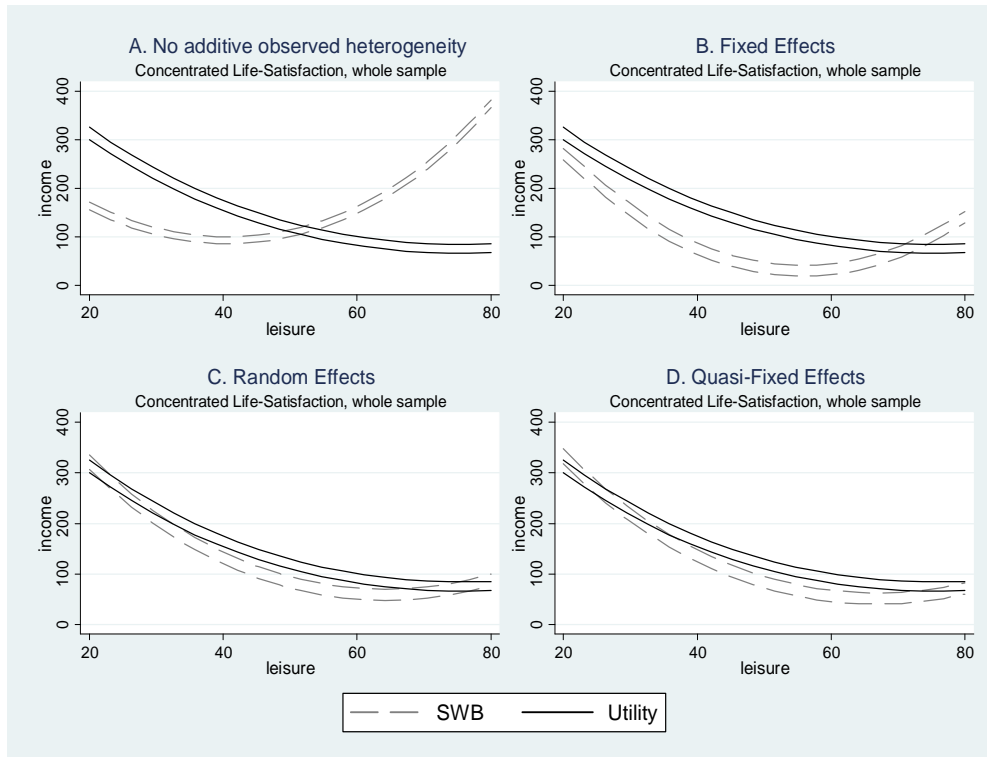 A. No additive observed heterogeneity
Concentrated Life-Satisfaction, whole sample
income
400
300
200
100
0
20 40 60 80
leisure
B. Fixed Effects
Concentrated Life-Satisfaction, whole sample
income
400
300
200
100
0
20 40 60 80
leisure
C. Random Effects
Concentrated Life-Satisfaction, whole sample
income
400
300
200
100
0
20 40 60 80
leisure
D. Quasi-Fixed Effects
Concentrated Life-Satisfaction, whole sample
income
400
300
200
100
0
20 40 60 80
leisure
SWB Utility